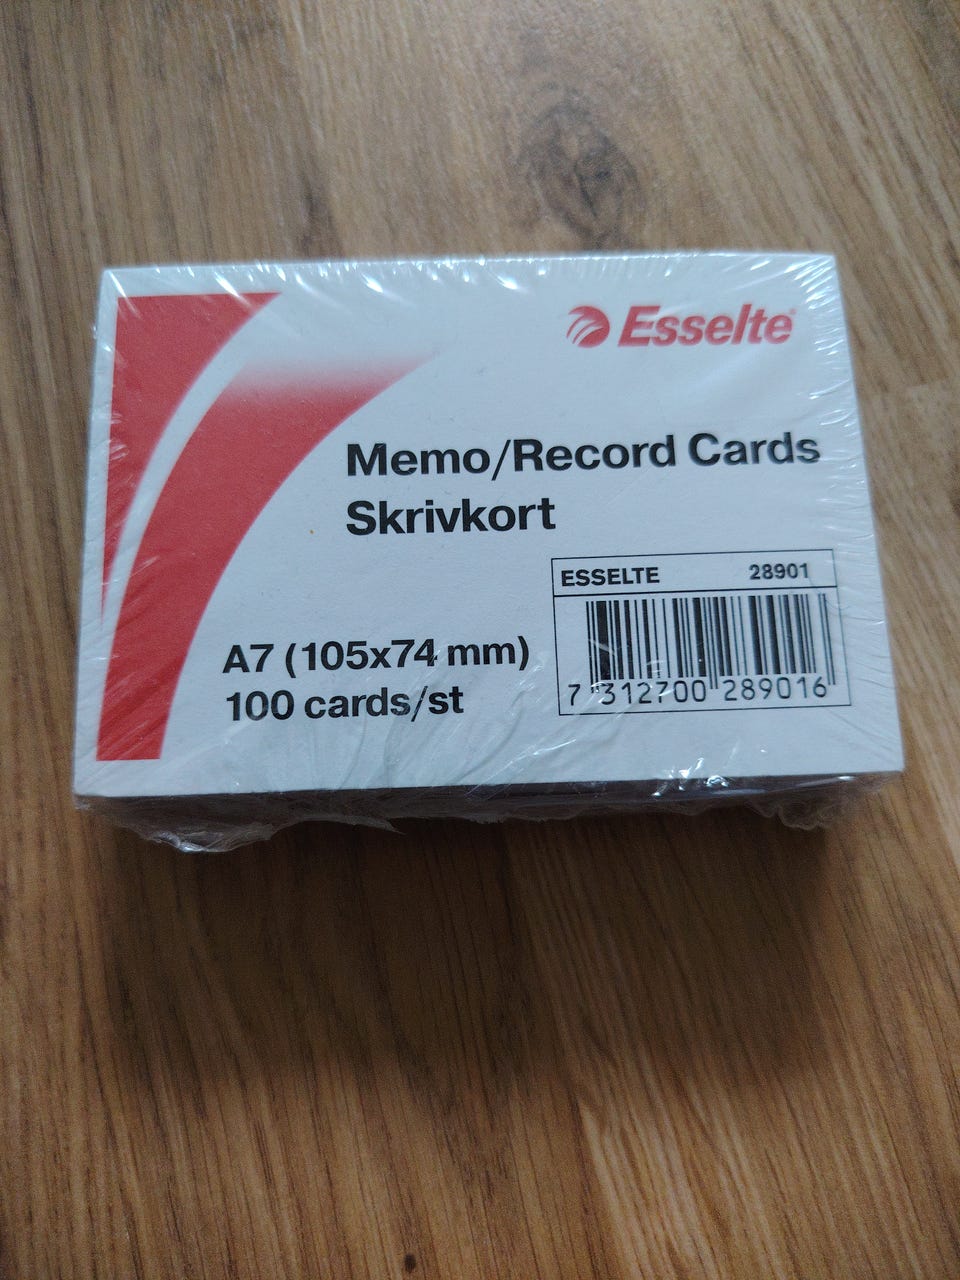 Esselte
Memo/Record Cards
Skrivkort
A7 (105x74 mm)
100 cards/st
ESSELTE 28901
7 312700 289016